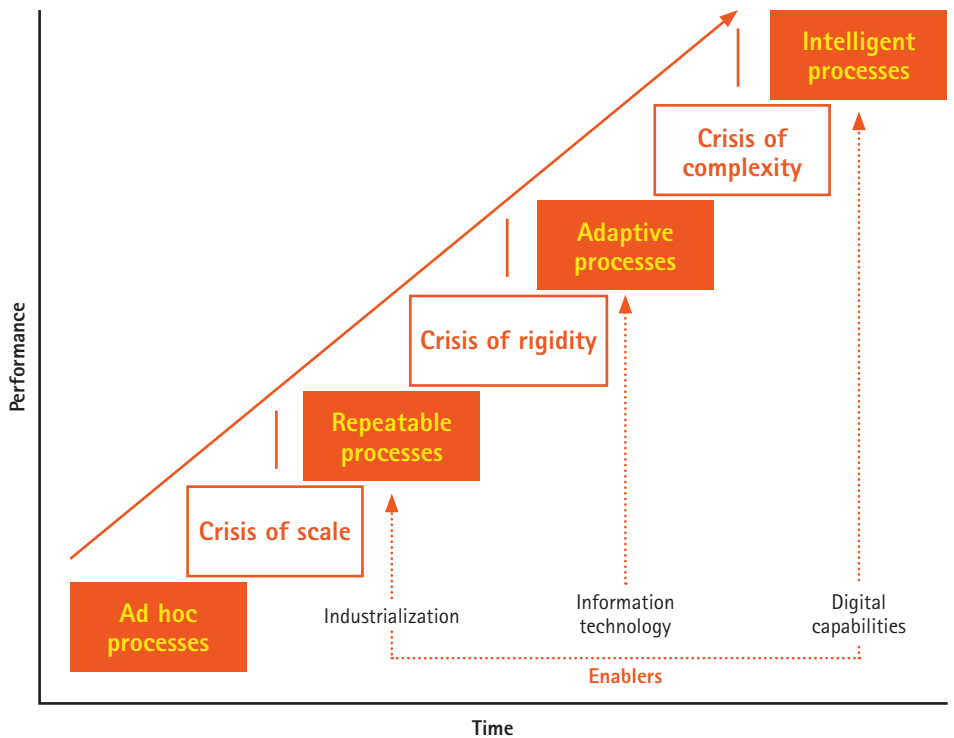 Intelligent
processes
Crisis of
complexity
Adaptive
processes
Crisis of rigidity
Repeatable
processes
Crisis of scale
Ad hoc
processes
Industrialization
Information
technology
Digital
capabilities
Enablers
Performance
Time